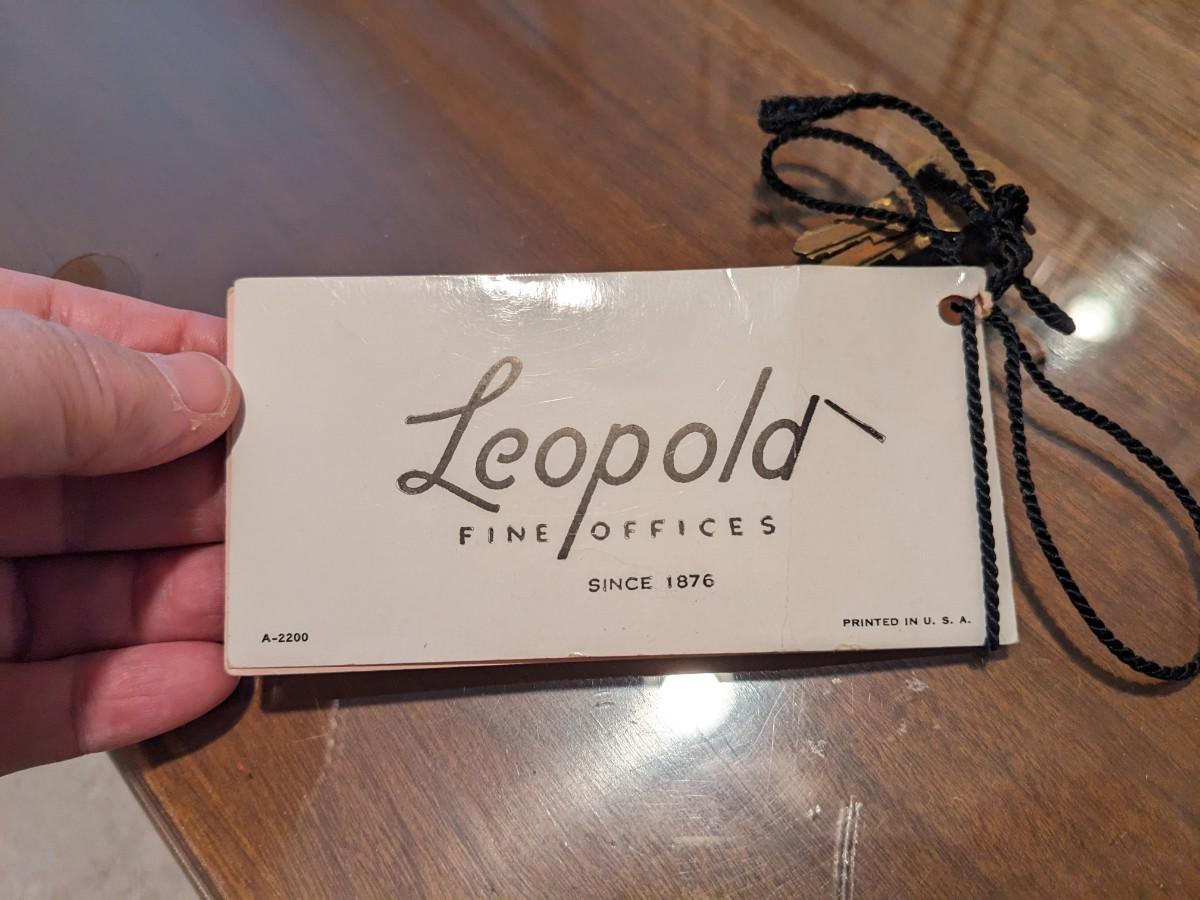 Leopold
FINE OFFICES
SINCE 1876
A-2200
PRINTED IN U. S. A.